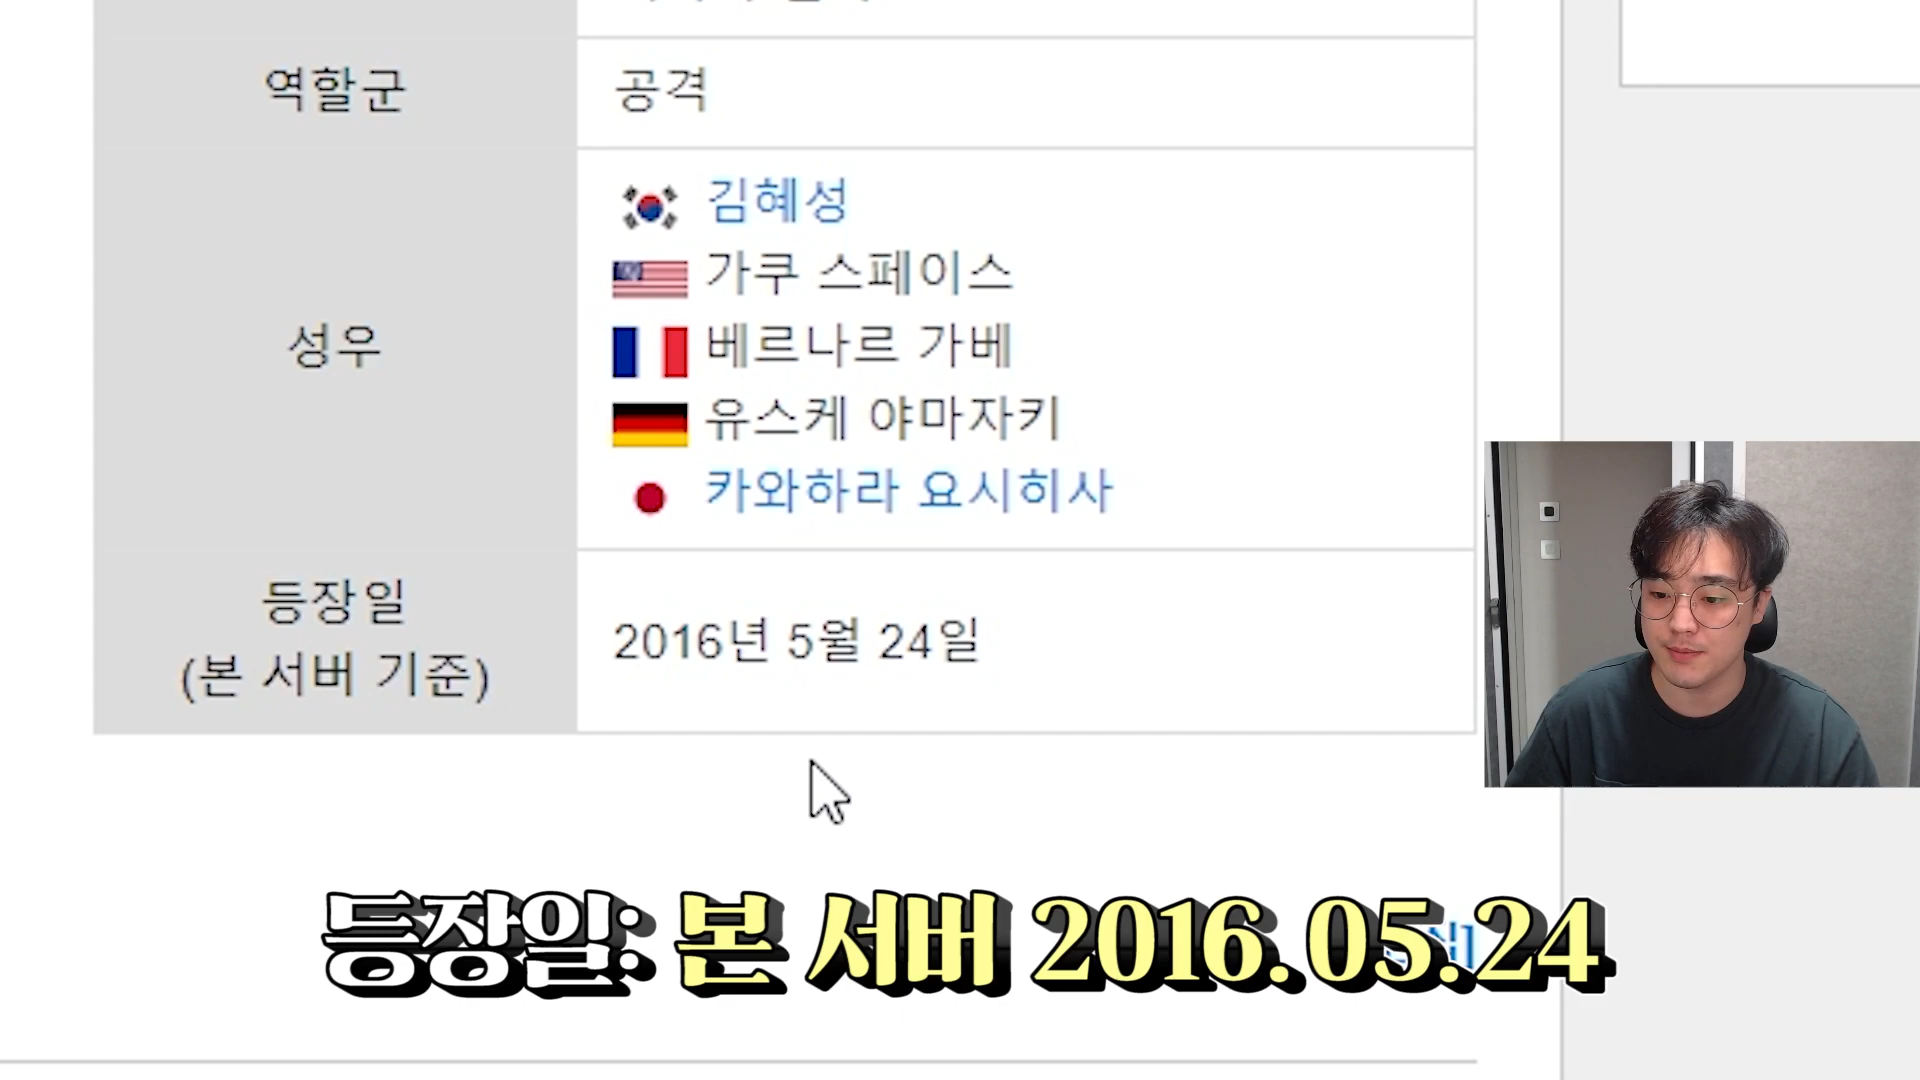 역할군
공격
성우
김혜성
가쿠 스페이스
베르나르 가베
유스케 야마자키
카와하라 요시히사
등장일
(본 서버 기준)
2016년 5월 24일
등장일: 본 서버 2016.05.24